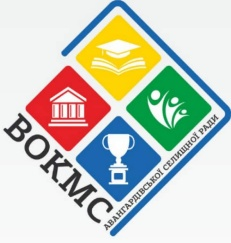 ВОКМС
АВАНГАРДІВСЬКОЇ СЕЛИЩНОЇ РАДИ